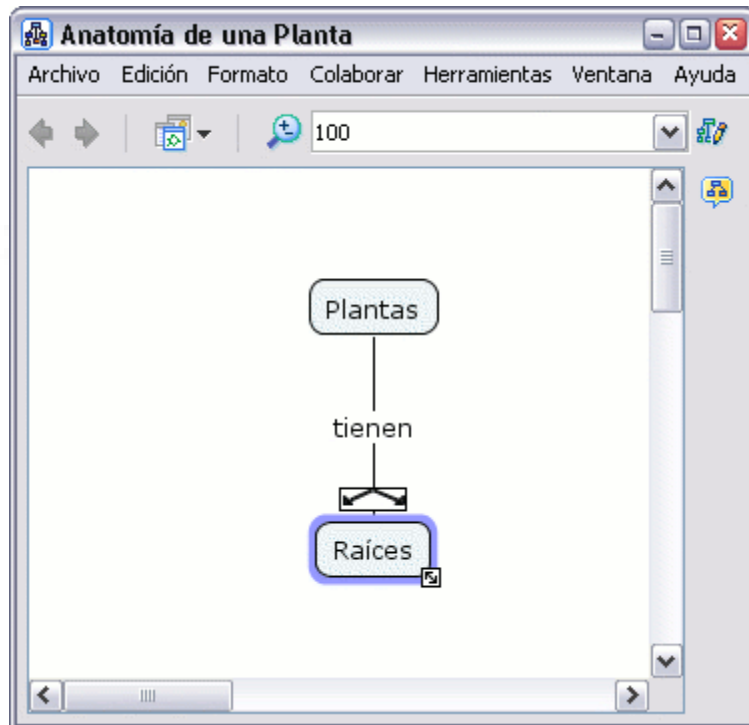 Anatomía de una Planta
Archivo Edición Formato Colaborar Herramientas Ventana Ayuda
100
Plantas
tienen
Raíces